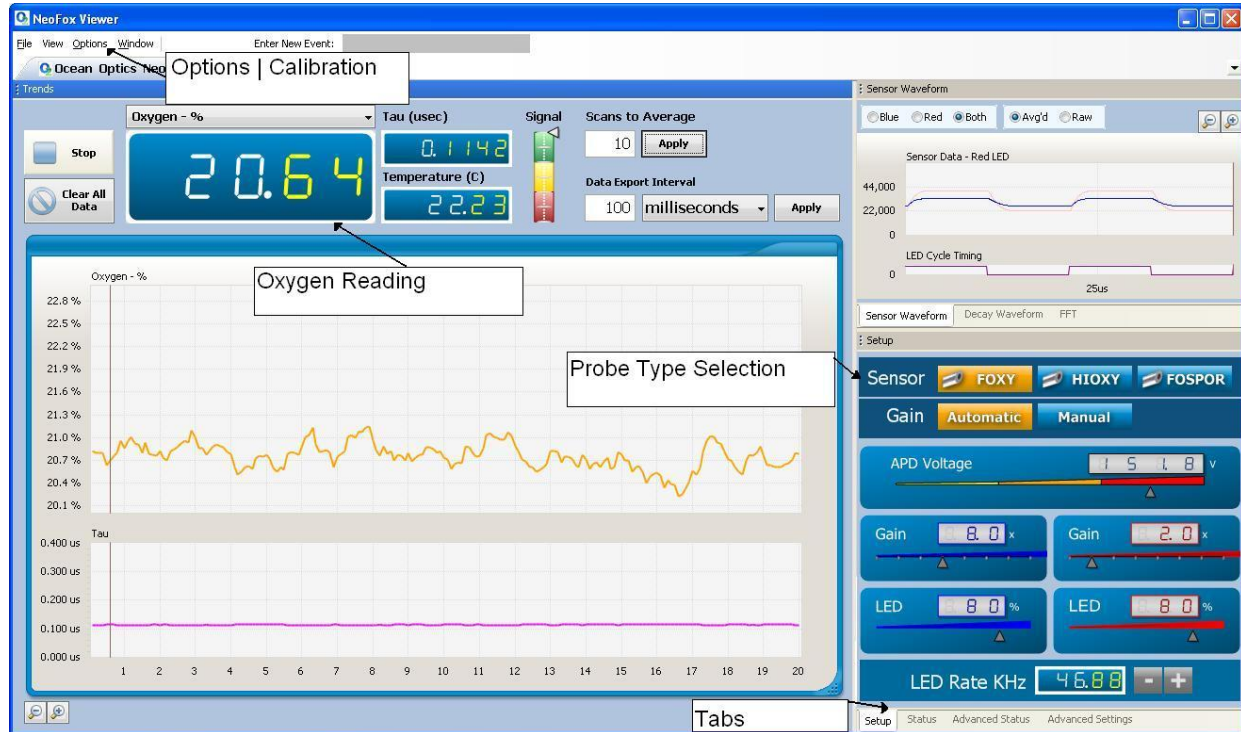 NeoFox Viewer
File View Options Window Enter New Event:
Ocean Optics Neo
Options | Calibration
Trends
Oxygen - %
Tau (usec)
Signal
Scans to Average
Stop
Clear All
Data
20.64
0.1142
Temperature (C)
22.23
10 Apply
Data Export Interval
100 milliseconds Apply
Oxygen Reading
Oxygen - %
22.8 %
22.5 %
22.2 %
21.9 %
21.6 %
21.3 %
21.0 %
20.7 %
20.4 %
20.1 %
Tau
0.400 us
0.300 us
0.200 us
0.100 us
0.000 us
1 2 3 4 5 6 7 8 9 10 11 12 13 14 15 16 17 18 19 20
Sensor Waveform
Blue Red Both Avg'd Raw
Sensor Data - Red LED
44,000
22,000
0
LED Cycle Timing
0
25us
Sensor Waveform Decay Waveform FFT
Setup
Probe Type Selection
Sensor FOXY HIOXY FOSPOR
Gain Automatic Manual
APD Voltage 151.8 v
Gain 8.0 x Gain 2.0 x
LED 80 % LED 80 %
LED Rate KHz 46.88 - +
Tabs
Setup Status Advanced Status Advanced Settings